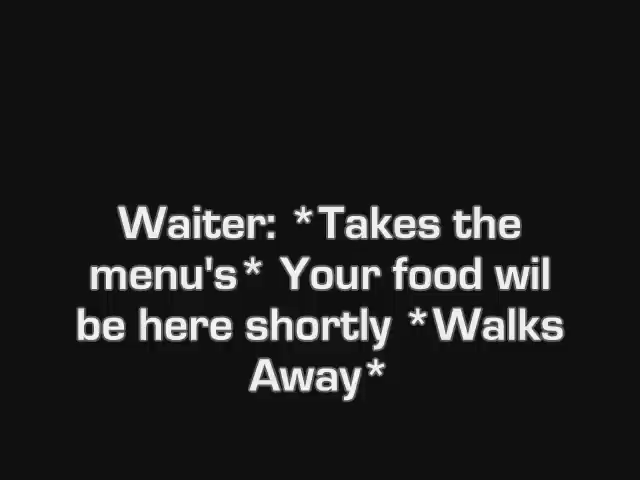 Waiter: *Takes the
menu's* Your food wil
be here shortly *Walks
Away*